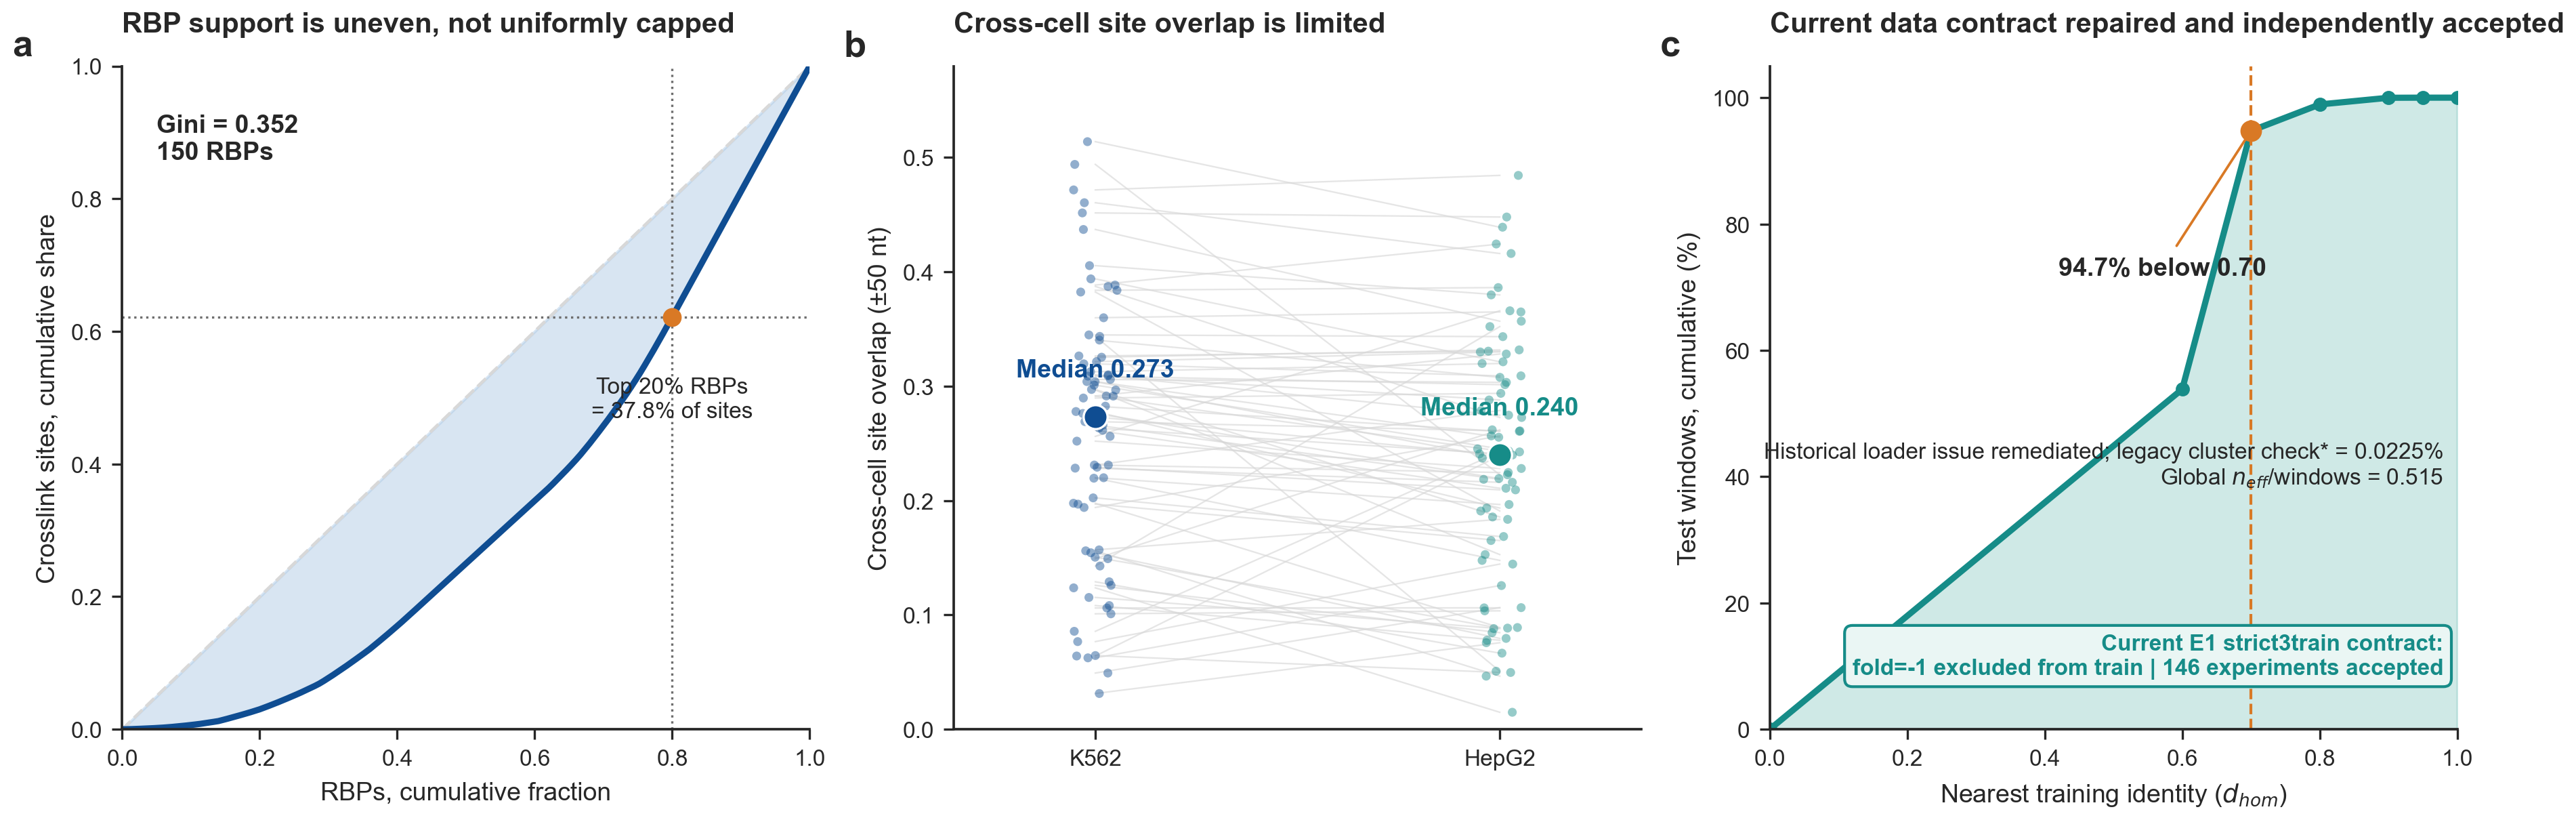 a
RBP support is uneven, not uniformly capped
Gini = 0.352
150 RBPs
Top 20% RBPs
= 37.8% of sites
Crosslink sites, cumulative share
1.0
0.8
0.6
0.4
0.2
0.0
0.0 0.2 0.4 0.6 0.8 1.0
RBPs, cumulative fraction
b
Cross-cell site overlap is limited
Median 0.273
Median 0.240
Cross-cell site overlap (±50 nt)
0.5
0.4
0.3
0.2
0.1
0.0
K562 HepG2
c
Current data contract repaired and independently accepted
94.7% below 0.70
Historical loader issue remediated; legacy cluster check* = 0.0225%
Global n_eff/windows = 0.515
Current E1 strict3train contract:
fold=-1 excluded from train | 146 experiments accepted
Test windows, cumulative (%)
100
80
60
40
20
0
0.0 0.2 0.4 0.6 0.8 1.0
Nearest training identity (d_hom)